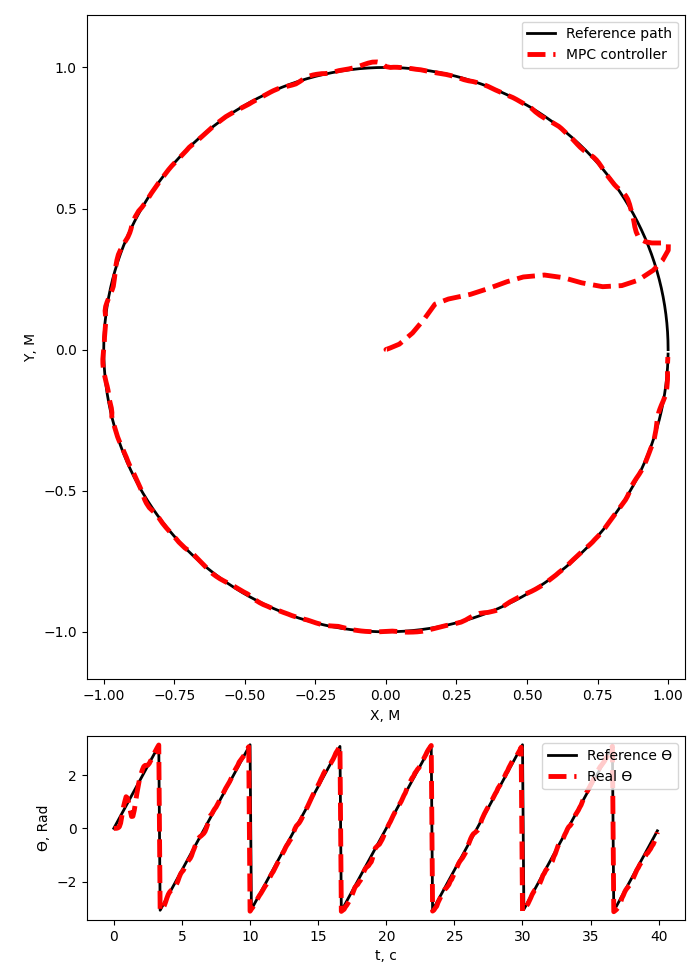 Reference path
MPC controller
1.0
0.5
0.0
−0.5
−1.0
Y, M
−1.00 −0.75 −0.50 −0.25 0.00 0.25 0.50 0.75 1.00
X, M
Reference Θ
Real Θ
2
0
−2
Θ, Rad
0 5 10 15 20 25 30 35 40
t, c